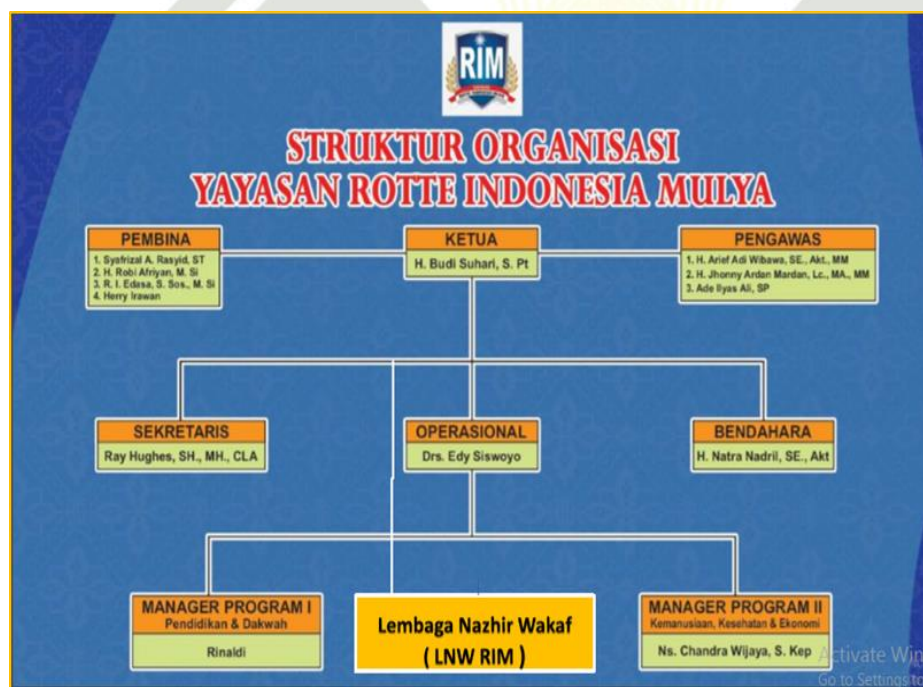 RIM
STRUKTUR ORGANISASI
YAYASAN ROTTE INDONESIA MULYA
PEMBINA
1. Syafrizal A. Rasyid, ST
2. H. Robi Afriyan, M. Si
3. R. I. Edasa, S. Sos., M. Si
4. Herry Irawan
KETUA
H. Budi Suhari, S. Pt
PENGAWAS
1. H. Arief Adi Wibawa, SE., Akt., MM
2. H. Jhonny Ardan Mardan, Lc., MA., MM
3. Ade Ilyas Ali, SP
SEKRETARIS
Ray Hughes, SH., MH., CLA
OPERASIONAL
Drs. Edy Siswoyo
BENDAHARA
H. Natra Nadril, SE., Akt
MANAGER PROGRAM I
Pendidikan & Dakwah
Rinaldi
Lembaga Nazhir Wakaf
( LNW RIM )
MANAGER PROGRAM II
Kemanusiaan, Kesehatan & Ekonomi
Ns. Chandra Wijaya, S. Kep
Activate Win
Go to Settings to